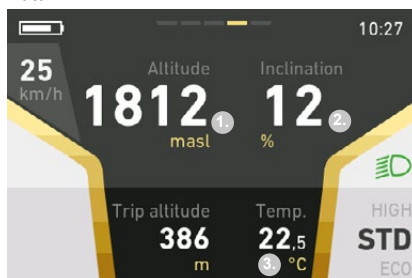 10:27
25
km/h
Altitude Inclination
1812 1. 12 2.
masl %
Trip altitude Temp. HIGH
386 22,5 STD
m 3. °C ECO